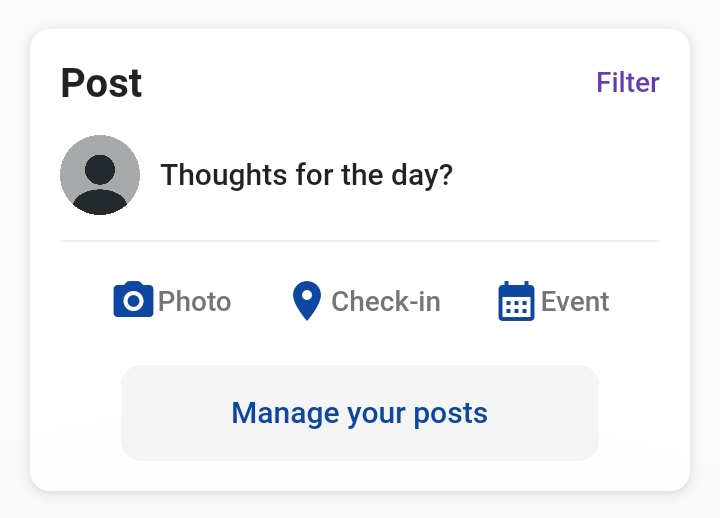 Post
Filter
Thoughts for the day?
Photo
Check-in
Event
Manage your posts